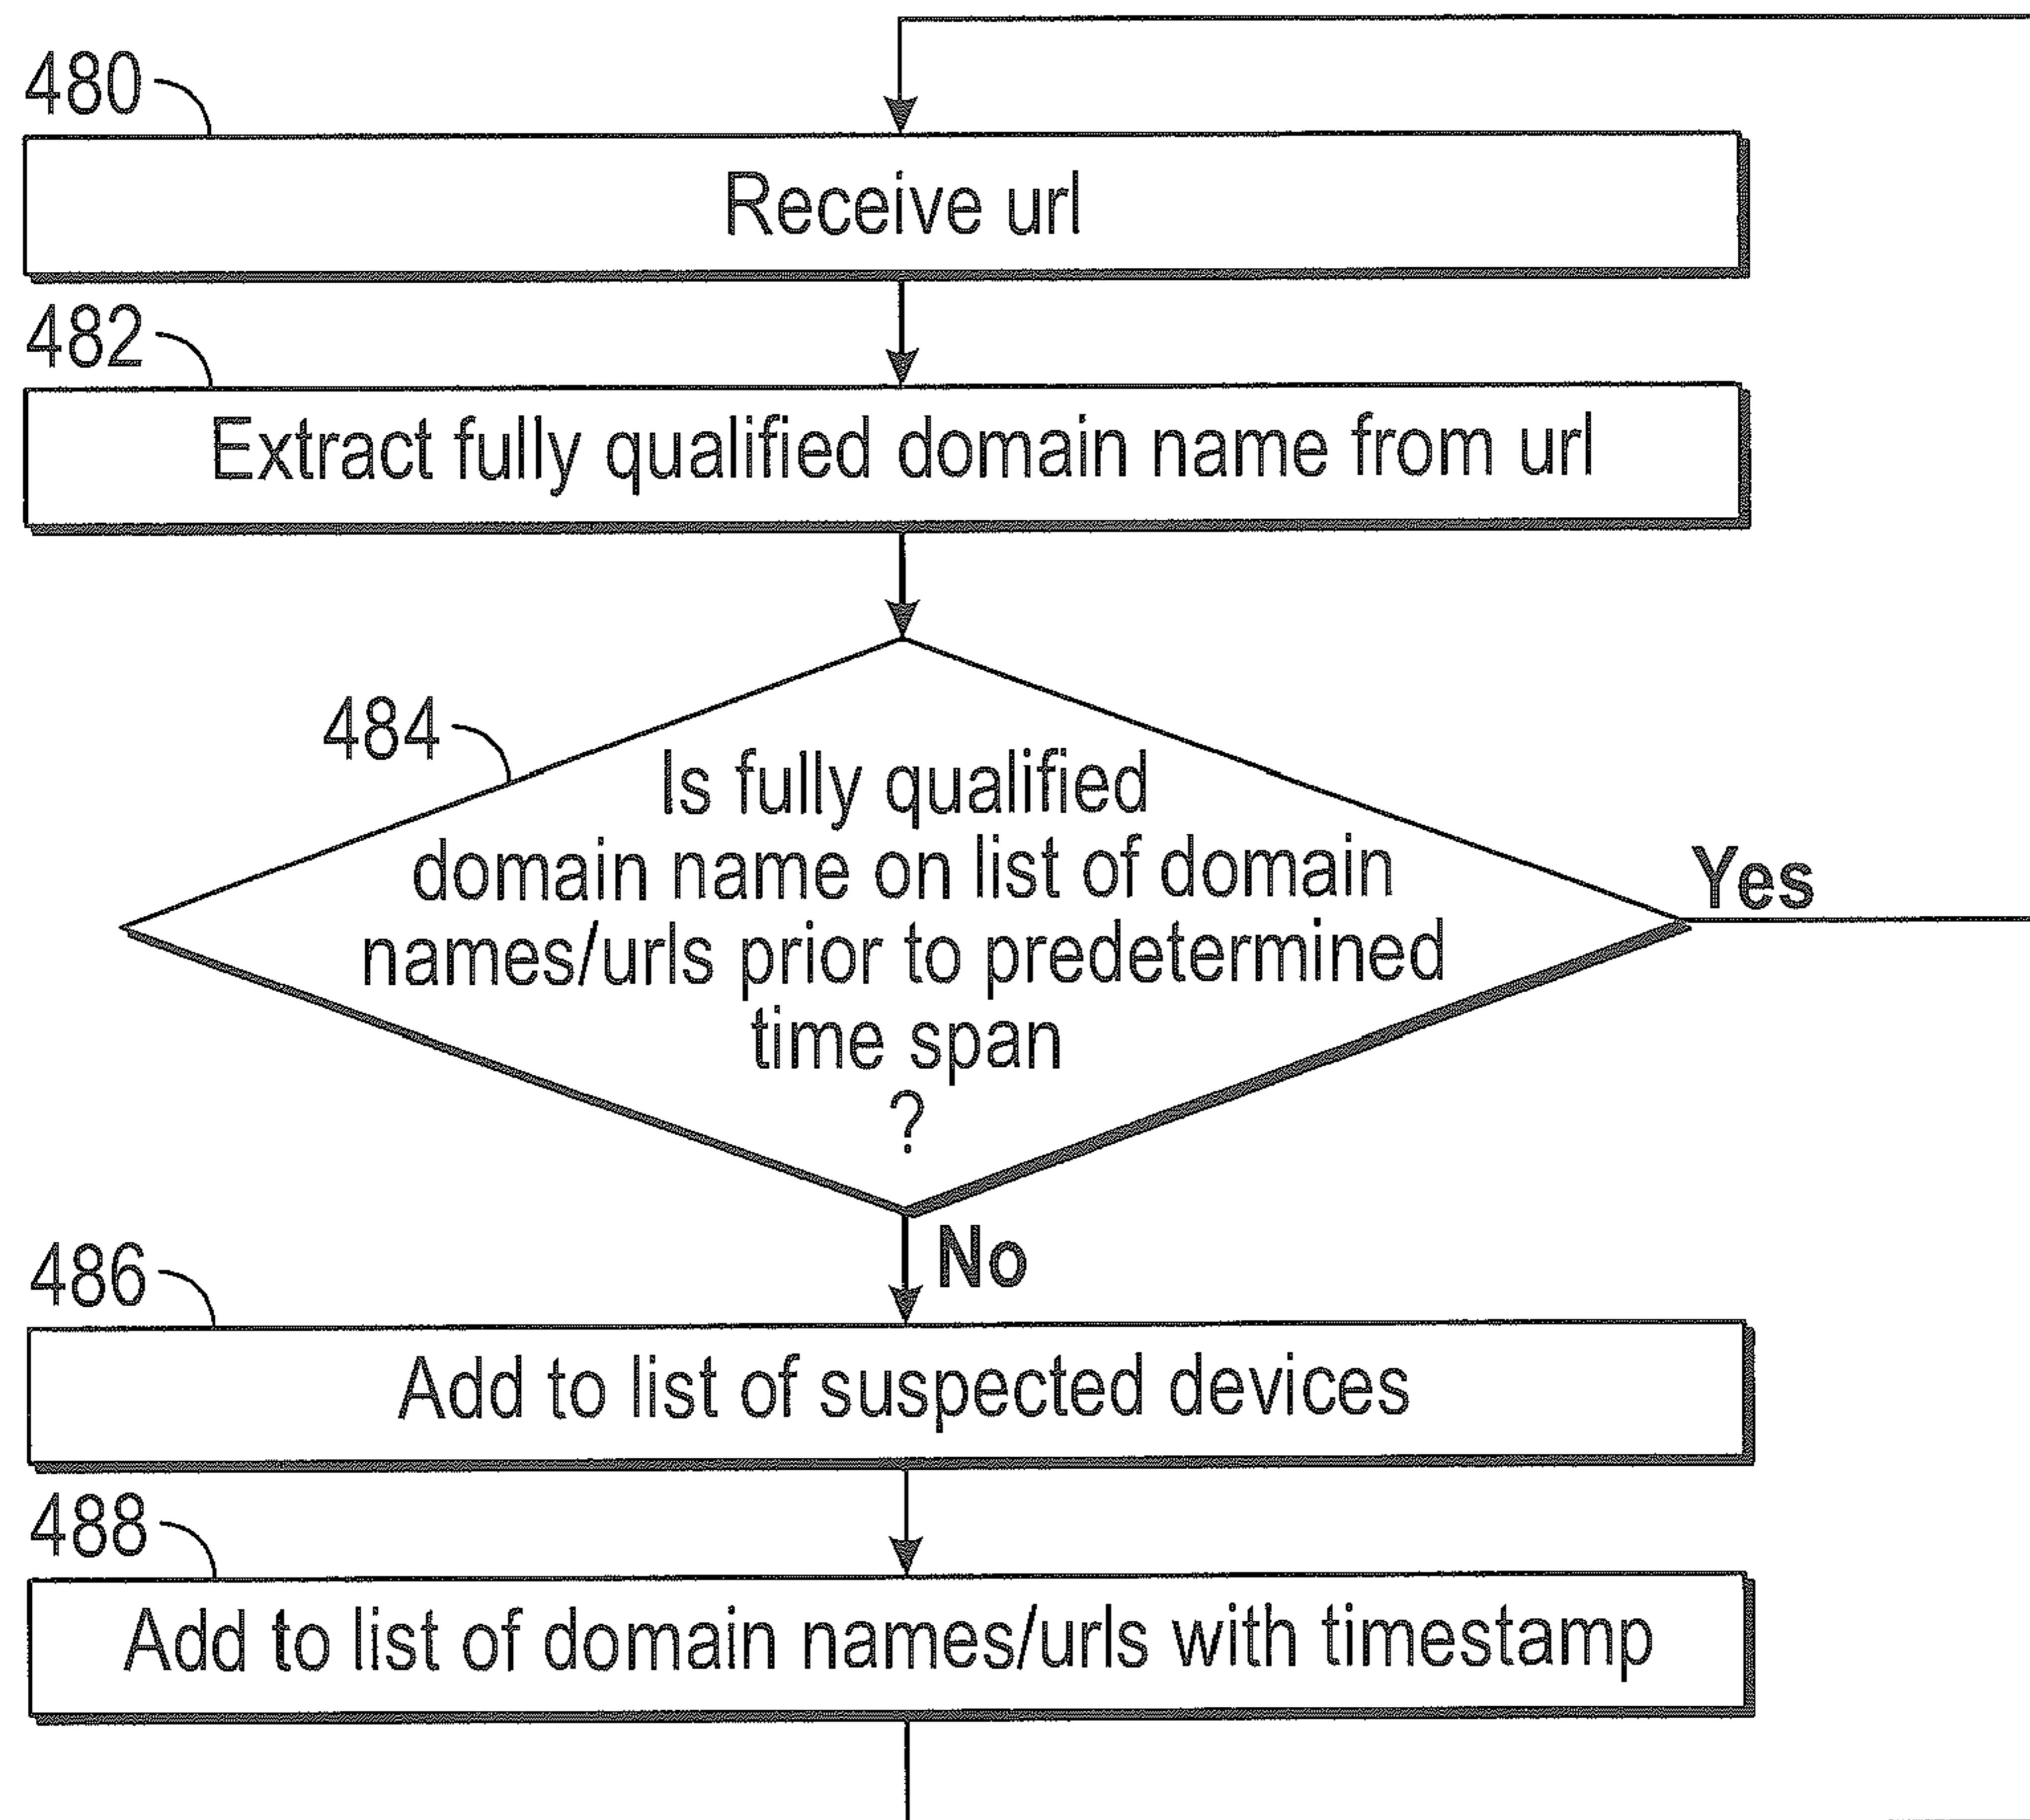 480
Receive url
482
Extract fully qualified domain name from url
484
Is fully qualified
domain name on list of domain
names/urls prior to predetermined
time span
?
Yes
No
486
Add to list of suspected devices
488
Add to list of domain names/urls with timestamp